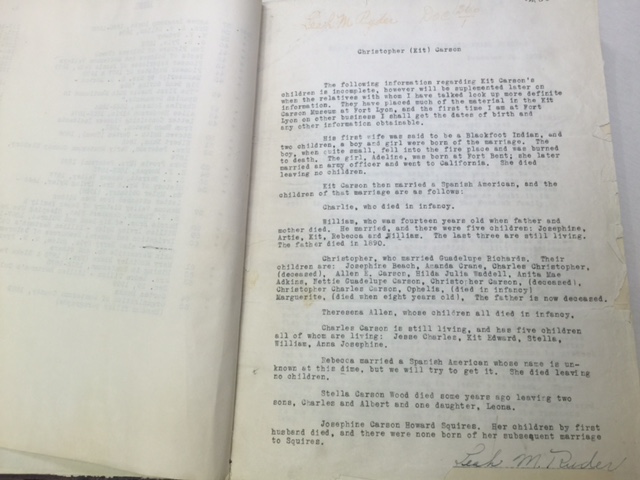 Leah M. Ruder
Christopher (Kit) Carson
The following information regarding Kit Carson's
children is incomplete, however will be suplemented later on
when the relatives with whom I have talked look up more definite
information. They have placed much of the material in the Kit
Carson Museum at Fort Lyon, and the first time I am at Fort
Lyon on other business I shall get the dates of birth and
any other information obtainable.
His first wife was said to be a Blackfoot Indian, and
two children, a boy and girl were born of the marriage. The
boy, when quite small, fell into the fire place and was burned
to death. The girl, Adeline, was born at Fort Bent; she later
married an army officer and went to California. She died
leaving no children.
Kit Carson then married a Spanish American, and the
children of that marriage are as follows:
Charlie, who died in infancy.
William, who was fourteen years old when father and
mother died. He married, and there were five children: Josephine,
Artie, Kit, Rebecca and William. The last three are still living.
The father died in 1890.
Christopher, who married Guadelupe Richards. Their
children are: Josephine Beach, Amanda Crane, Charles Christopher,
(deceased), Allen I. Carson, Hilda Julia Waddell, Anita Mae
Adkins, Nettie Guadelupe Carson, Christopher Carson, (deceased),
Christopher Charles Carson, Ophelia, (died in infancy)
Marguerite, (died when eight years old). The father is now deceased.
Theresena Allen, whose children all died in infancy.
Charles Carson is still living, and has five children
all of whom are living: Jesse Charles, Kit Edward, Stella,
William, Anna Josephine.
Rebecca married a Spanish American whose name is un-
known at this time, but we will try to get it. She died leaving
no children.
Stella Carson Wood died some years ago leaving two
sons, Charles and Albert and one daughter, Leona.
Josephine Carson Howard Squires. Her children by first
husband died, and there were none born of her subsequent marriage
to Squires.
Leah M. Ruder